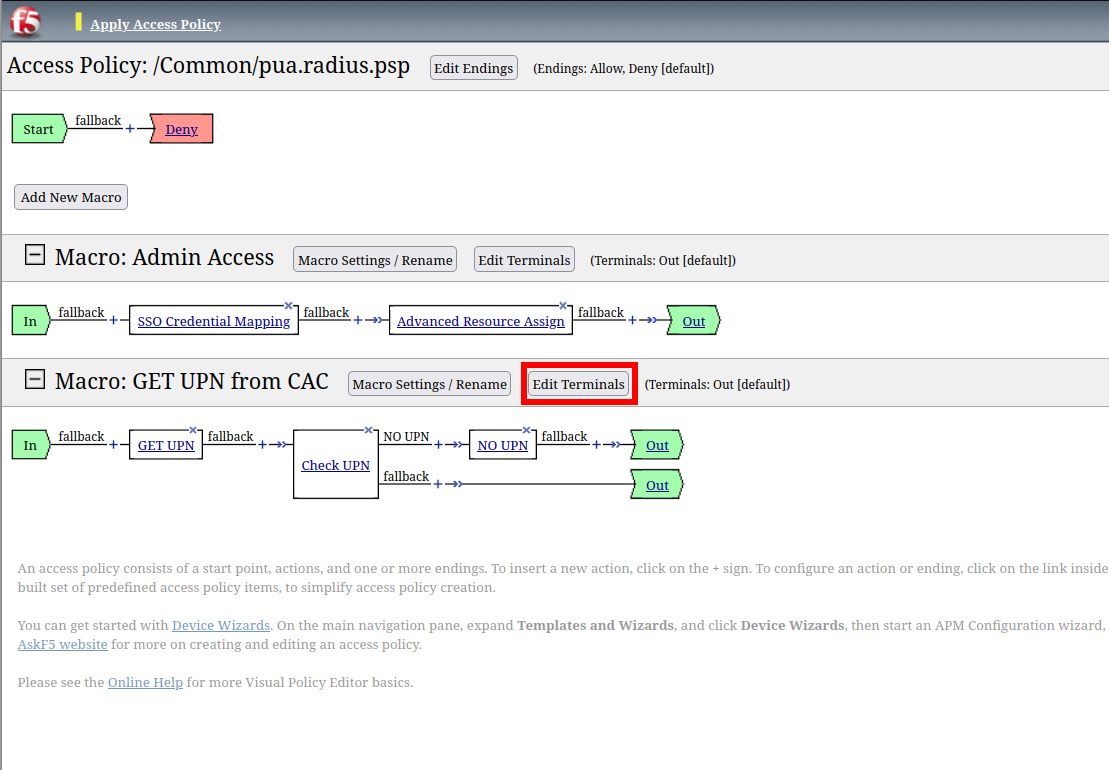 f5 Apply Access Policy
Access Policy: /Common/pua.radius.psp Edit Endings (Endings: Allow, Deny [default])
Start fallback + Deny
Add New Macro
Macro: Admin Access Macro Settings / Rename Edit Terminals (Terminals: Out [default])
In fallback + SSO Credential Mapping × fallback + Advanced Resource Assign × fallback + Out
Macro: GET UPN from CAC Macro Settings / Rename Edit Terminals (Terminals: Out [default])
In fallback + GET UPN × fallback + Check UPN × NO UPN + NO UPN × fallback + Out
fallback + Out
An access policy consists of a start point, actions, and one or more endings. To insert a new action, click on the + sign. To configure an action or ending, click on the link inside
built set of predefined access policy items, to simplify access policy creation.
You can get started with Device Wizards. On the main navigation pane, expand Templates and Wizards, and click Device Wizards, then start an APM Configuration wizard,
AskF5 website for more on creating and editing an access policy.
Please see the Online Help for more Visual Policy Editor basics.